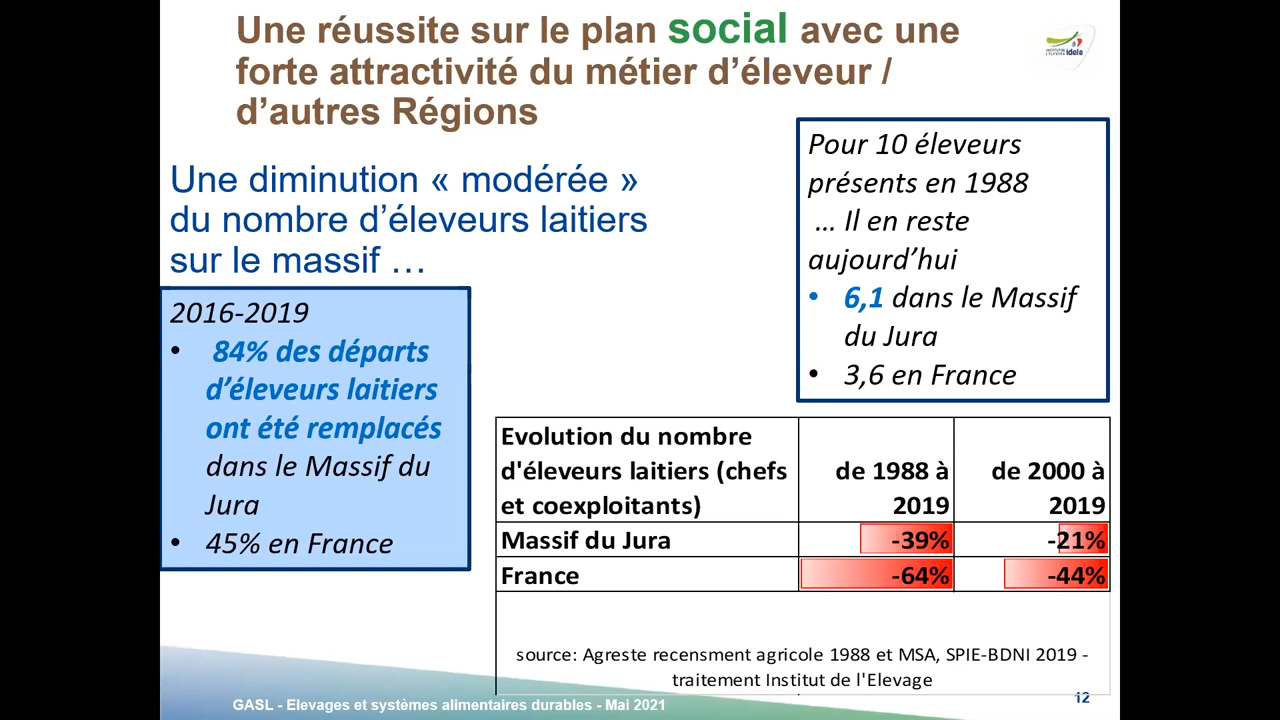 Une réussite sur le plan social avec une
forte attractivité du métier d'éleveur /
d'autres Régions
idele
Une diminution « modérée »
du nombre d'éleveurs laitiers
sur le massif …
Pour 10 éleveurs
présents en 1988
… Il en reste
aujourd'hui
• 6,1 dans le Massif
du Jura
• 3,6 en France
2016-2019
• 84% des départs
d'éleveurs laitiers
ont été remplacés
dans le Massif du
Jura
• 45% en France
Evolution du nombre
d'éleveurs laitiers (chefs
et coexploitants)
de 1988 à
2019
de 2000 à
2019
Massif du Jura -39% -21%
France -64% -44%
source: Agreste recensment agricole 1988 et MSA, SPIE-BDNI 2019 -
traitement Institut de l'Elevage
GASL - Elevages et systèmes alimentaires durables - Mai 2021
12